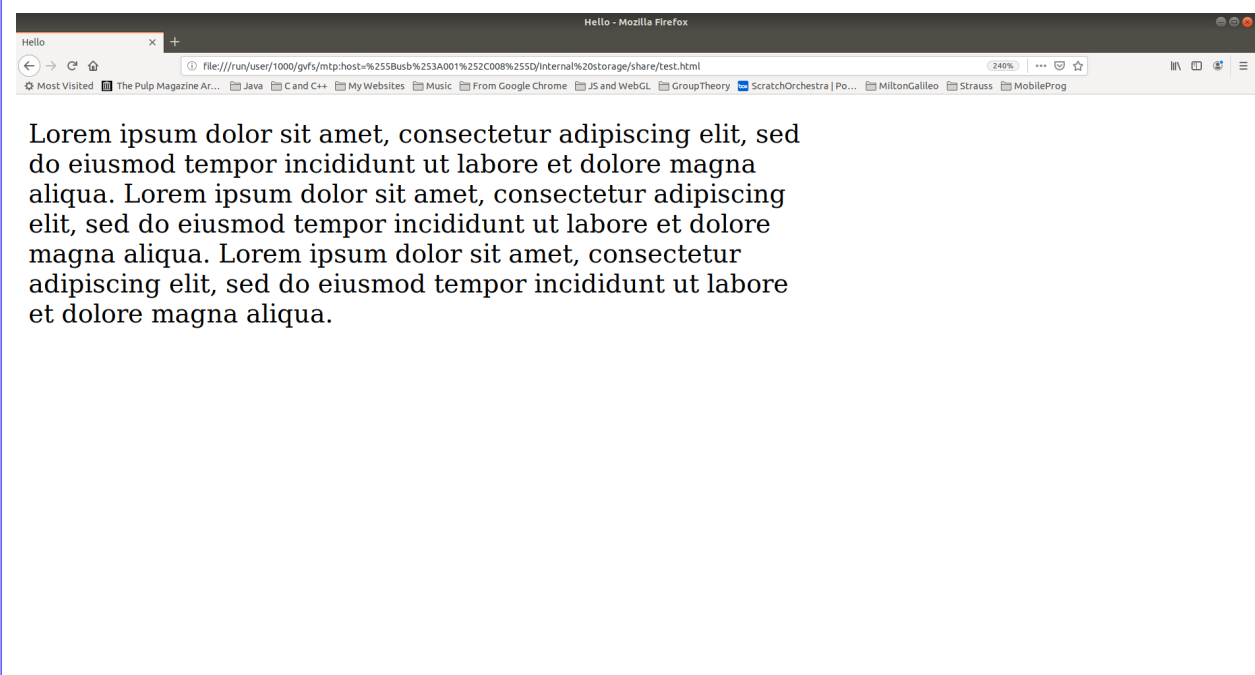 Hello - Mozilla Firefox
Hello
file:///run/user/1000/gvfs/mtp:host=%255Busb%253A001%252C008%255D/Internal%20storage/share/test.html 240%
Most Visited The Pulp Magazine Ar... Java C and C++ My Websites Music From Google Chrome JS and WebGL GroupTheory box ScratchOrchestra | Po... MiltonGalileo Strauss MobileProg
Lorem ipsum dolor sit amet, consectetur adipiscing elit, sed
do eiusmod tempor incididunt ut labore et dolore magna
aliqua. Lorem ipsum dolor sit amet, consectetur adipiscing
elit, sed do eiusmod tempor incididunt ut labore et dolore
magna aliqua. Lorem ipsum dolor sit amet, consectetur
adipiscing elit, sed do eiusmod tempor incididunt ut labore
et dolore magna aliqua.